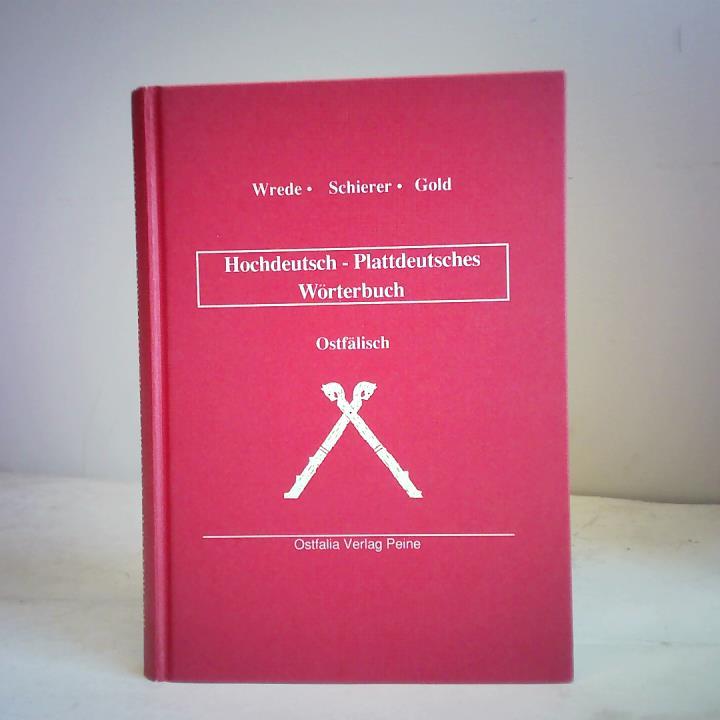 Wrede • Schierer • Gold
Hochdeutsch - Plattdeutsches
Wörterbuch
Ostfälisch
Ostfalia Verlag Peine